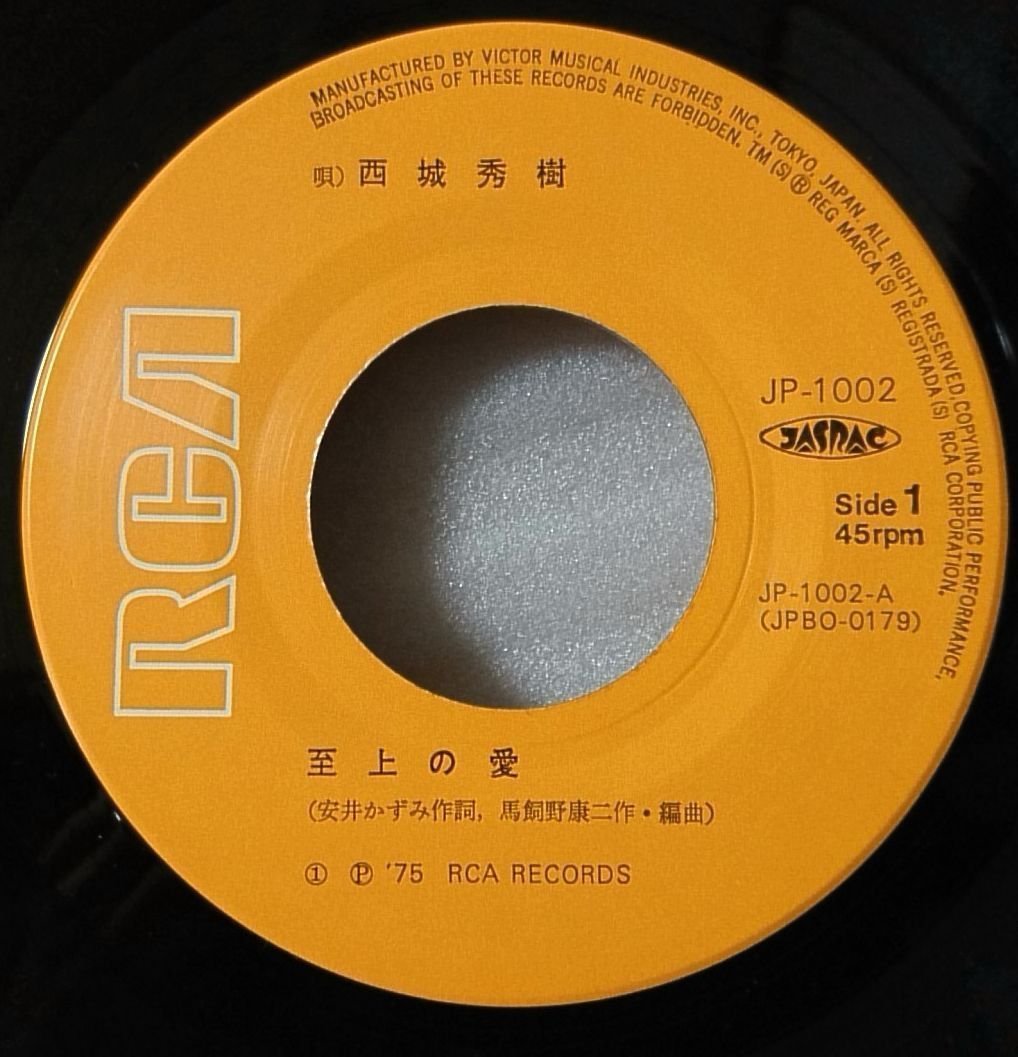 MANUFACTURED BY VICTOR MUSICAL INDUSTRIES, INC., TOKYO, JAPAN. ALL RIGHTS RESERVED, COPYING PUBLIC PERFORMANCE,
BROADCASTING OF THESE RECORDS ARE FORBIDDEN. TM (S) ® REG MARCA (S) REGISTRADA (S) RCA CORPORATION.
唄) 西城秀樹
RCA
JP-1002
JASRAC
Side 1
45rpm
JP-1002-A
(JPBO-0179)
至上の愛
(安井かずみ作詞, 馬飼野康二作・編曲)
① Ⓟ '75 RCA RECORDS